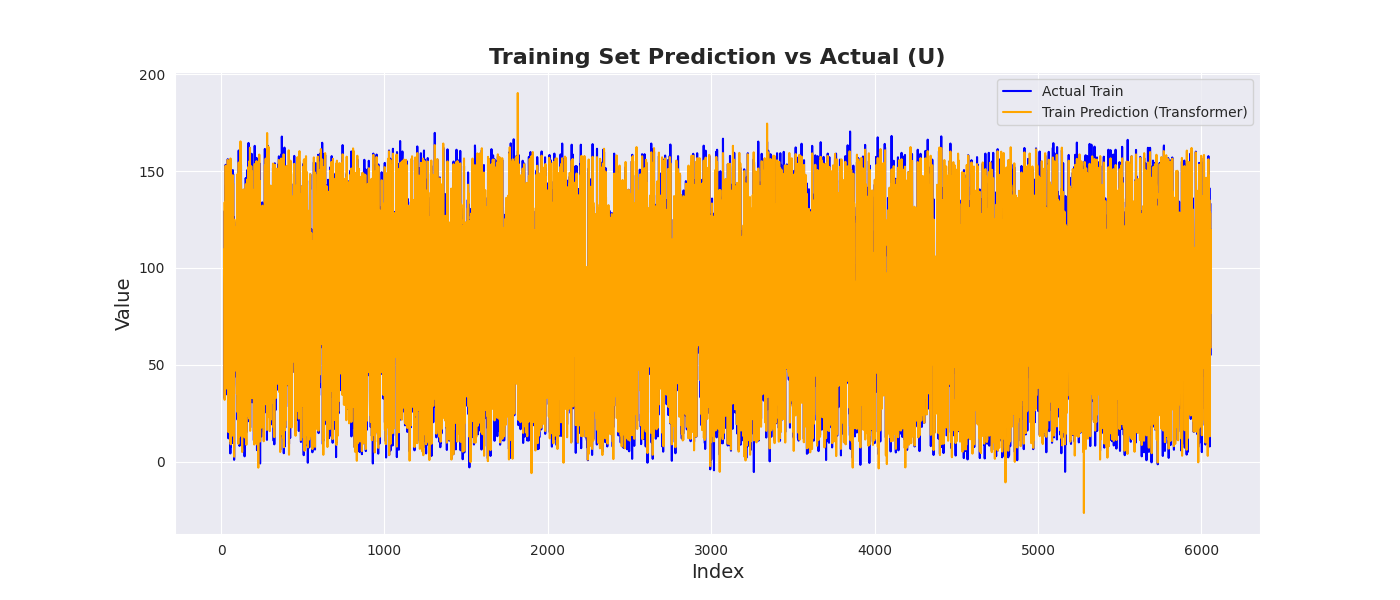 Training Set Prediction vs Actual (U)
Actual Train
Train Prediction (Transformer)
Value
200
150
100
50
0
0 1000 2000 3000 4000 5000 6000
Index